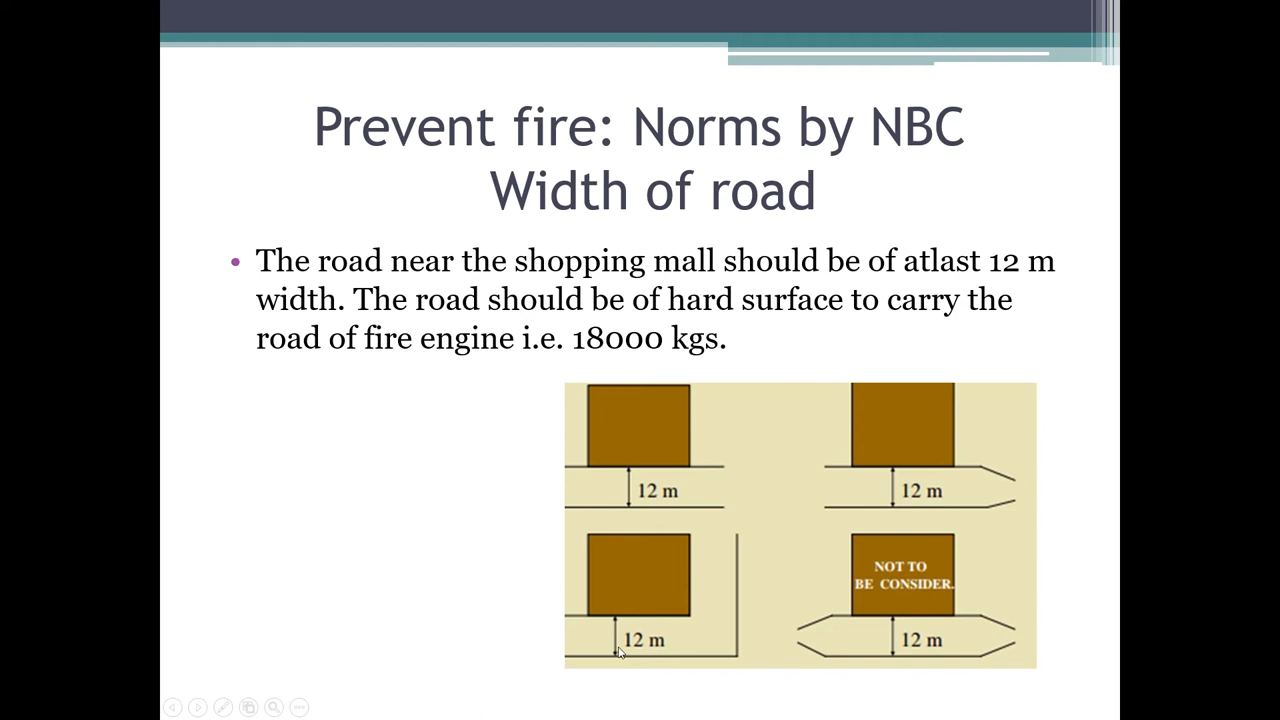 Prevent fire: Norms by NBC
Width of road
• The road near the shopping mall should be of atlast 12 m
width. The road should be of hard surface to carry the
road of fire engine i.e. 18000 kgs.
12 m
12 m
NOT TO
BE CONSIDER.
12 m
12 m